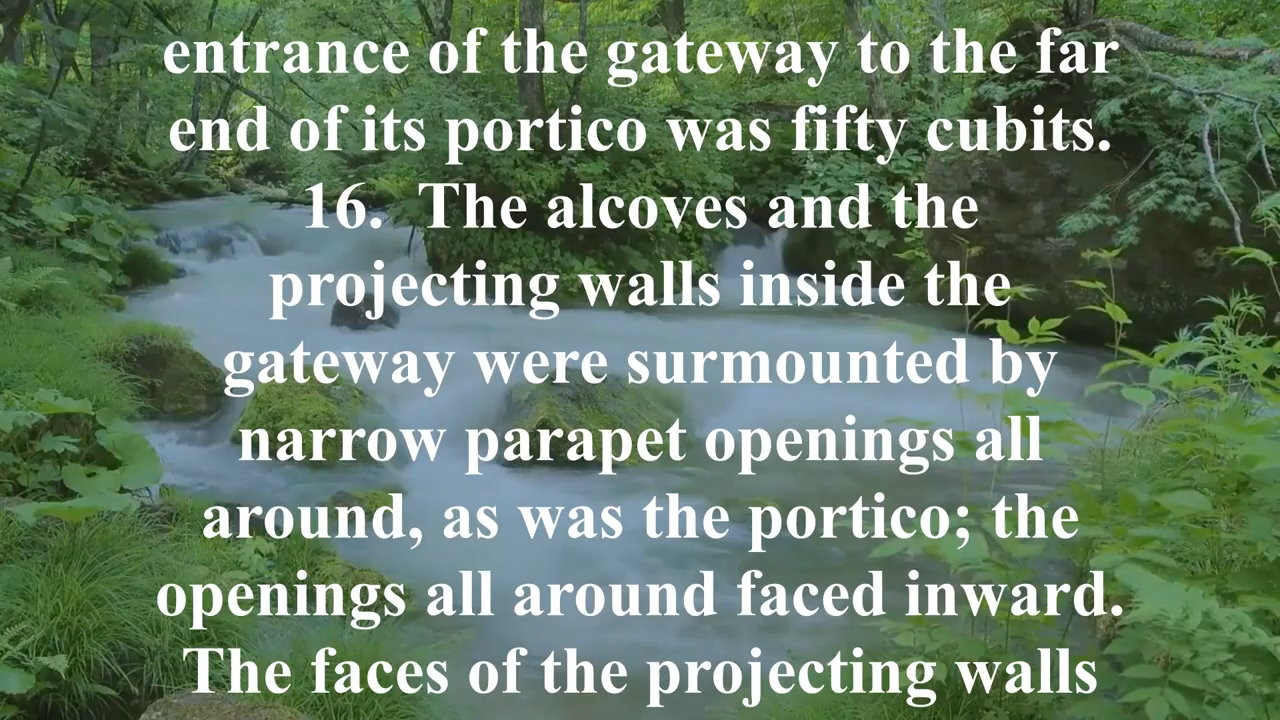 entrance of the gateway to the far
end of its portico was fifty cubits.
16.  The alcoves and the
projecting walls inside the
gateway were surmounted by
narrow parapet openings all
around, as was the portico; the
openings all around faced inward.
The faces of the projecting walls